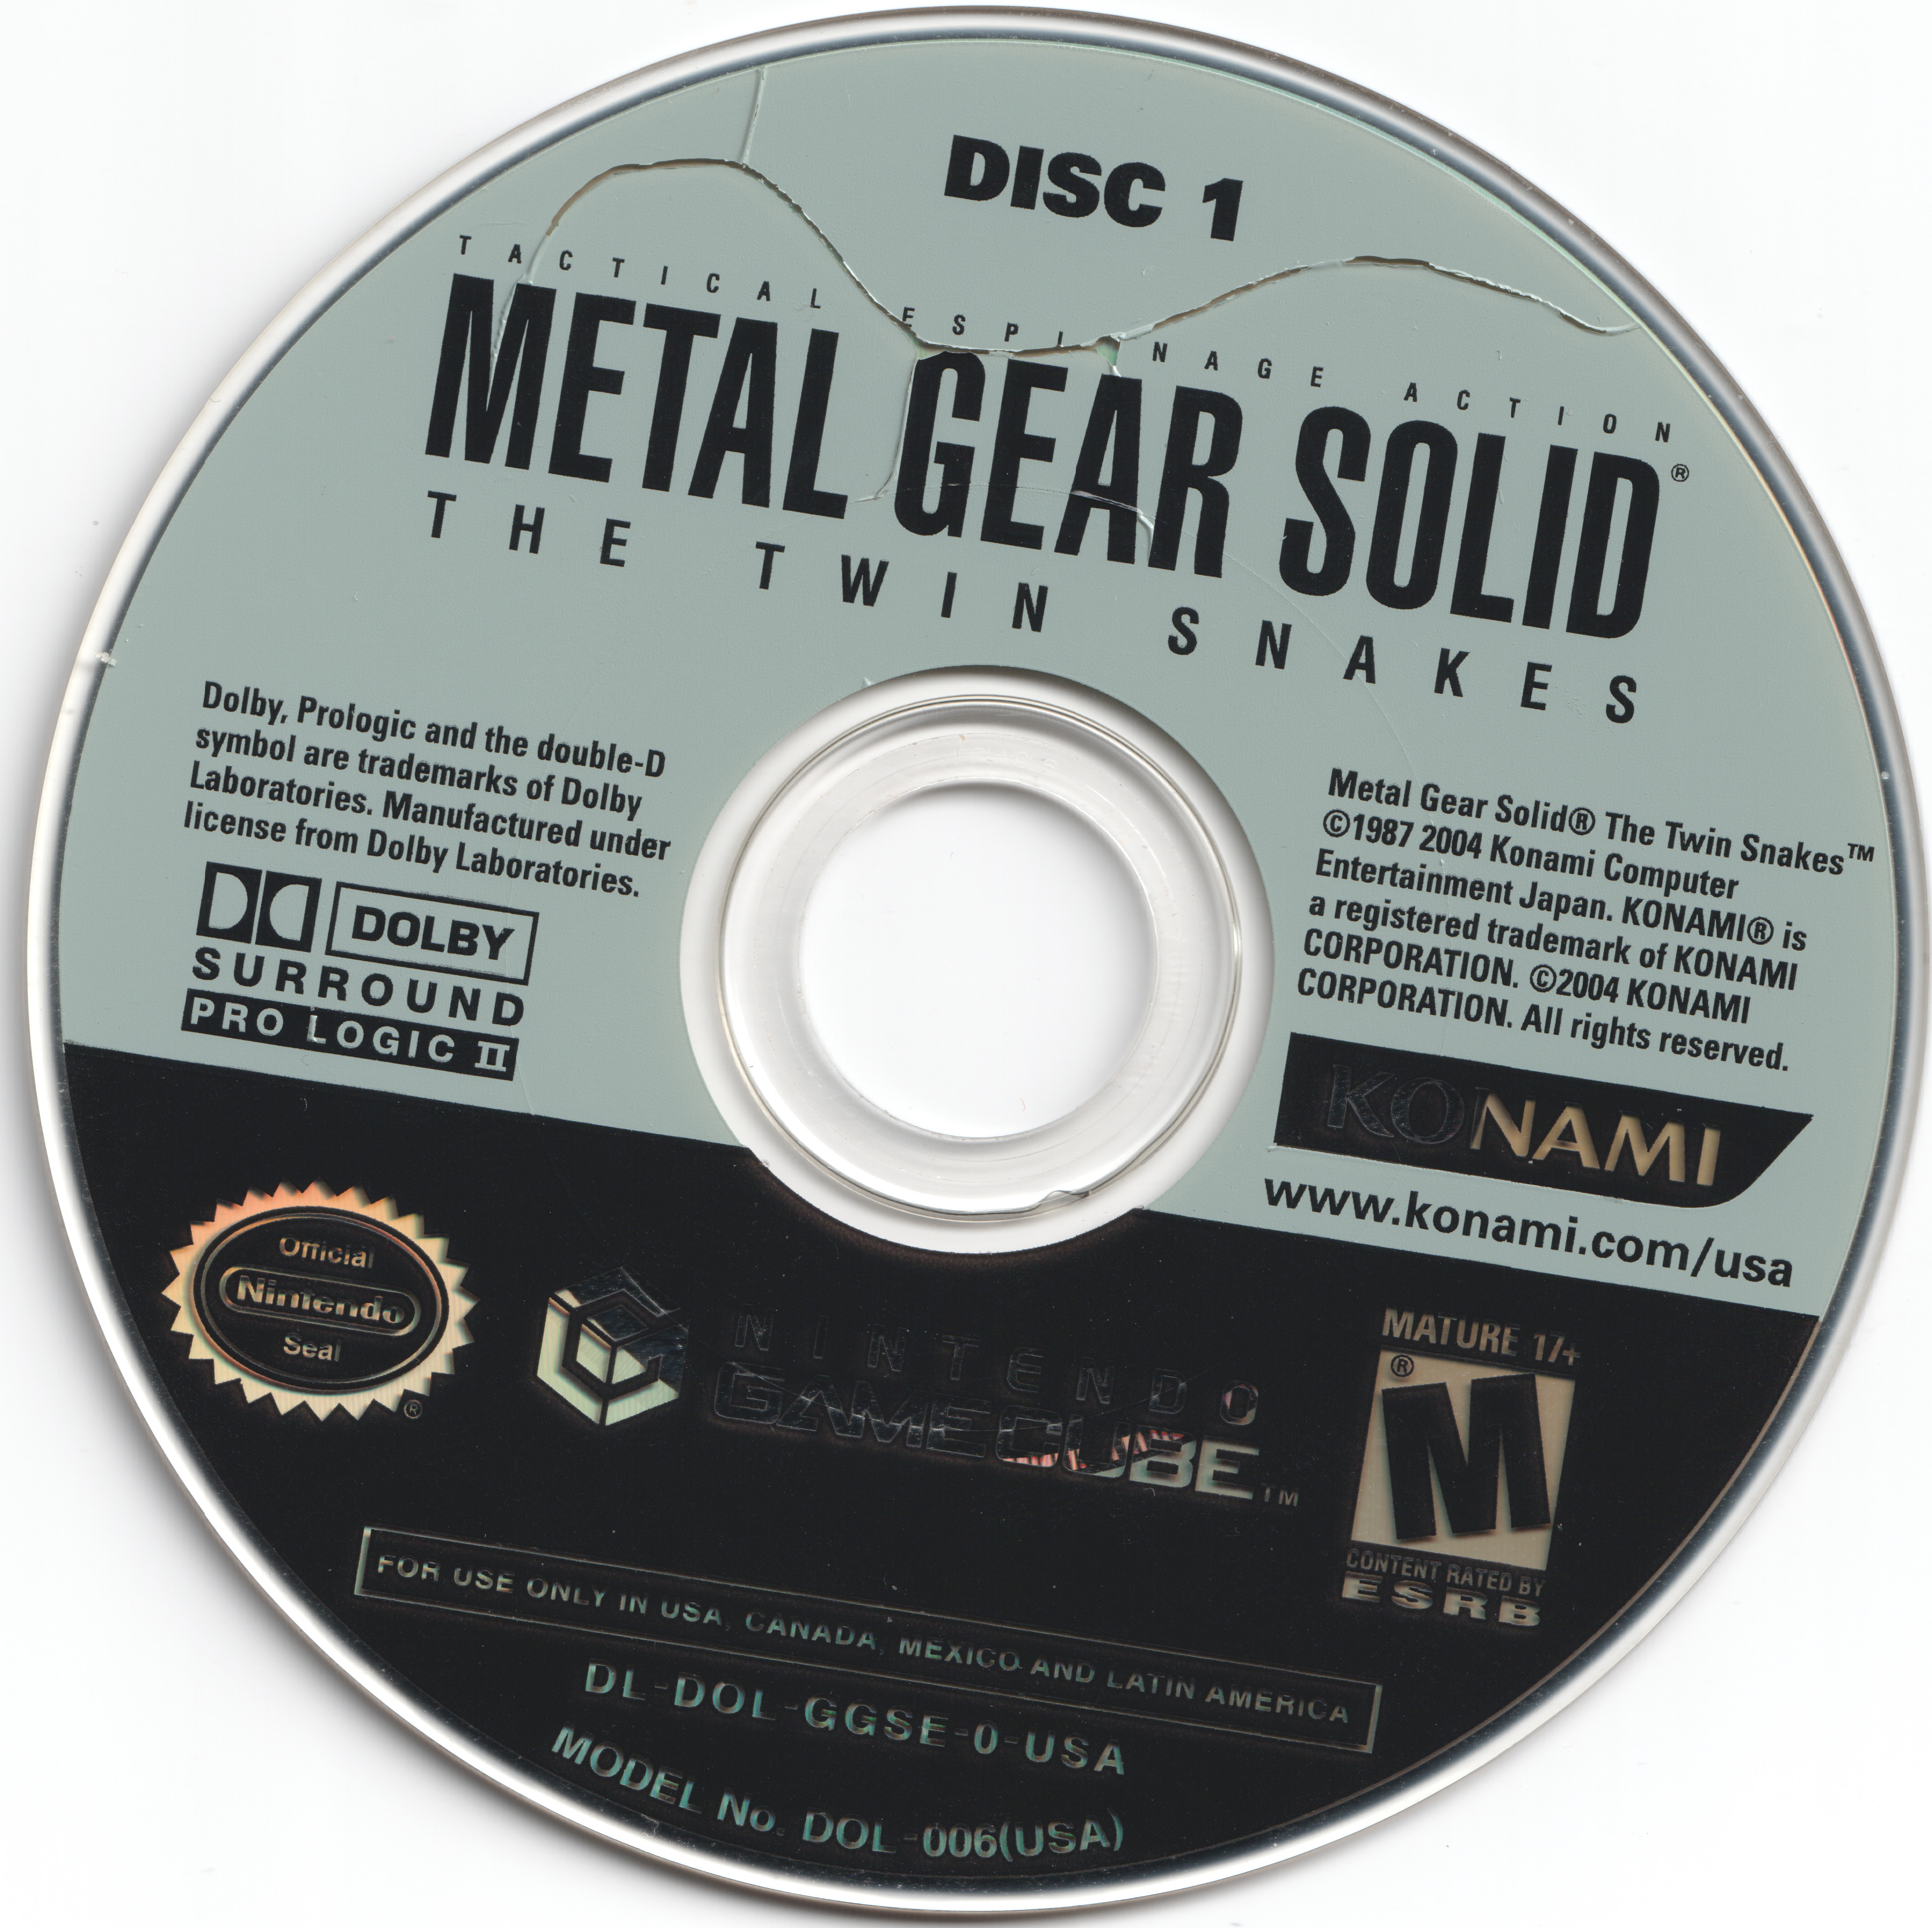 DISC 1
TACTICAL ESPIONAGE ACTION
METAL GEAR SOLID®
THE TWIN SNAKES
Dolby, Prologic and the double-D
symbol are trademarks of Dolby
Laboratories. Manufactured under
license from Dolby Laboratories.
DOLBY
SURROUND
PRO LOGIC II
Metal Gear Solid® The Twin Snakes™
©1987 2004 Konami Computer
Entertainment Japan. KONAMI® is
a registered trademark of KONAMI
CORPORATION. ©2004 KONAMI
CORPORATION. All rights reserved.
KONAMI
www.konami.com/usa
Official
Nintendo
Seal
®
NINTENDO
GAMECUBE™
MATURE 17+
®
M
CONTENT RATED BY
ESRB
FOR USE ONLY IN USA, CANADA, MEXICO AND LATIN AMERICA
DL-DOL-GGSE-0-USA
MODEL No. DOL-006(USA)